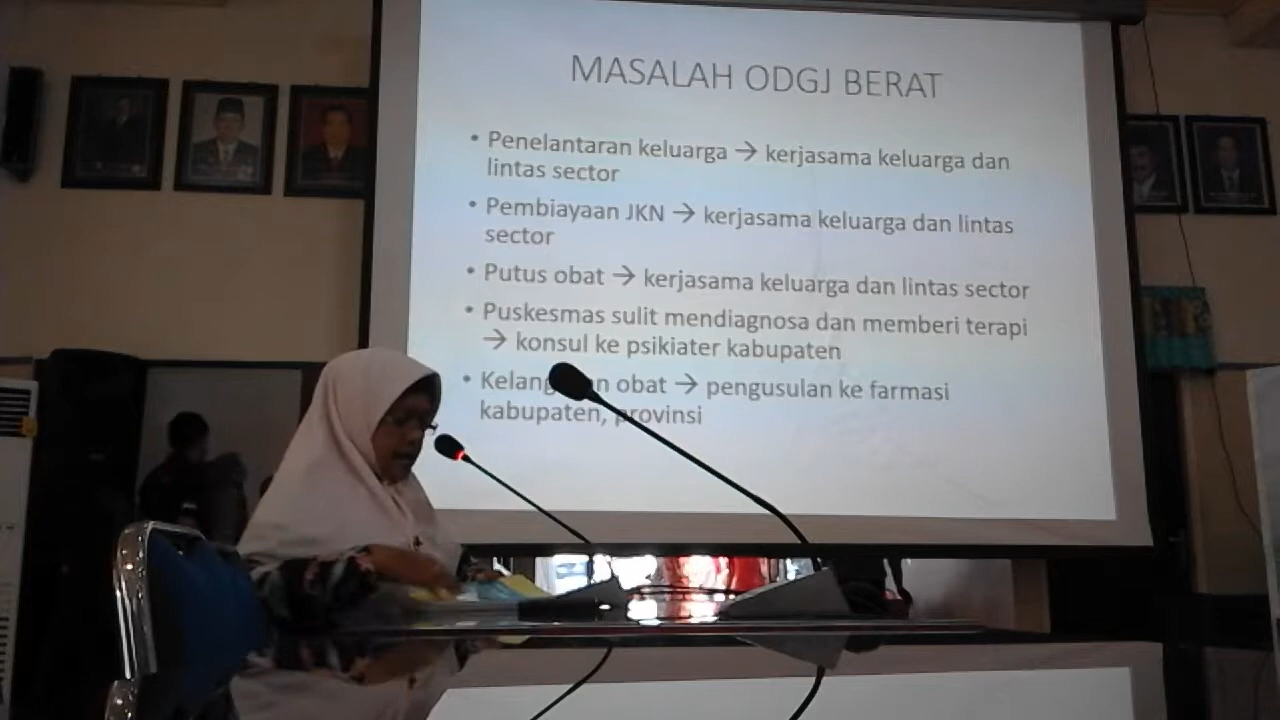 MASALAH ODGJ BERAT
• Penelantaran keluarga → kerjasama keluarga dan
lintas sector
• Pembiayaan JKN → kerjasama keluarga dan lintas
sector
• Putus obat → kerjasama keluarga dan lintas sector
• Puskesmas sulit mendiagnosa dan memberi terapi
→ konsul ke psikiater kabupaten
• obat → pengusulan ke farmasi
kabupaten, provinsi